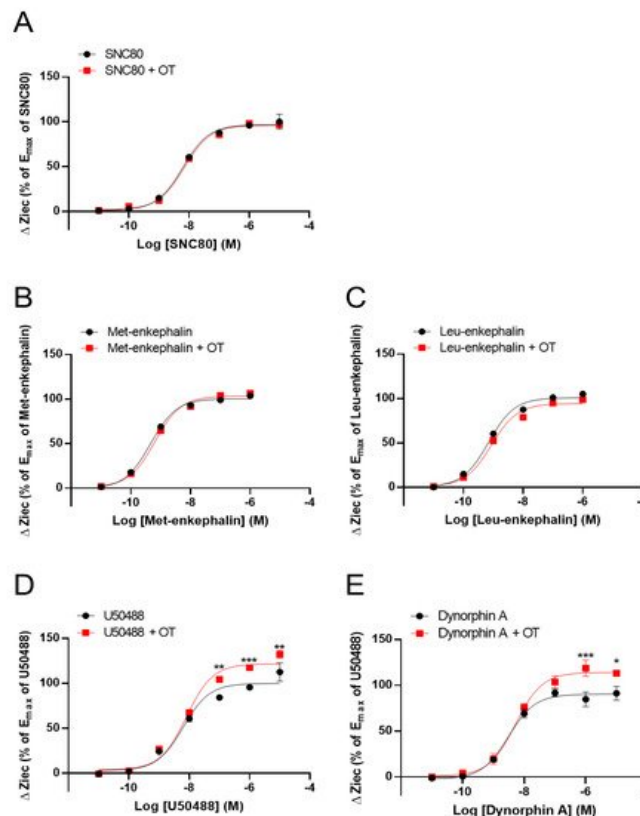 A
SNC80
SNC80 + OT
Δ Ziec (% of Emax of SNC80)
150
100
50
0
-10
-8
-6
-4
Log [SNC80] (M)
B
Met-enkephalin
Met-enkephalin + OT
Δ Ziec (% of Emax of Met-enkephalin)
150
100
50
0
-10
-8
-6
-4
Log [Met-enkephalin] (M)
C
Leu-enkephalin
Leu-enkephalin + OT
Δ Ziec (% of Emax of Leu-enkephalin)
150
100
50
0
-10
-8
-6
-4
Log [Leu-enkephalin] (M)
D
U50488
U50488 + OT
Δ Ziec (% of Emax of U50488)
150
100
50
0
** *** **
-10
-8
-6
-4
Log [U50488] (M)
E
Dynorphin A
Dynorphin A + OT
Δ Ziec (% of Emax of U50488)
150
100
50
0
*** *
-10
-8
-6
-4
Log [Dynorphin A] (M)